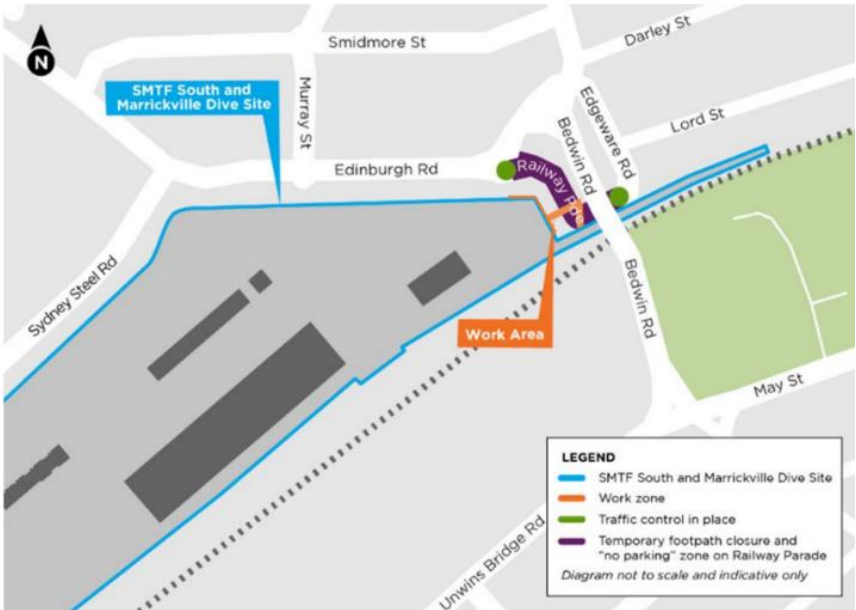 N
Smidmore St
Darley St
SMTF South and
Marrickville Dive Site
Murray St
Edgeware Rd
Bedwin Rd
Lord St
Edinburgh Rd
Railway Pde
Sydney Steel Rd
Bedwin Rd
Work Area
May St
Unwins Bridge Rd
LEGEND
SMTF South and Marrickville Dive Site
Work zone
Traffic control in place
Temporary footpath closure and
"no parking" zone on Railway Parade
Diagram not to scale and indicative only